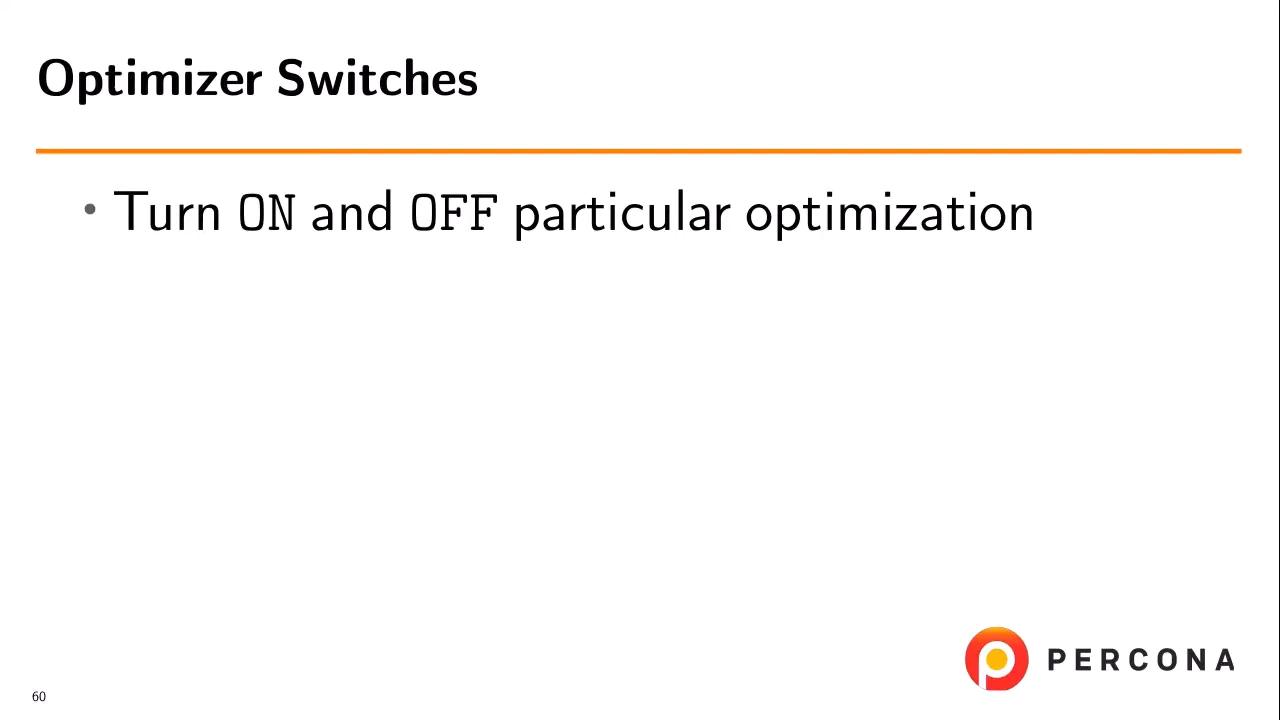 Optimizer Switches
• Turn ON and OFF particular optimization
PERCONA
60